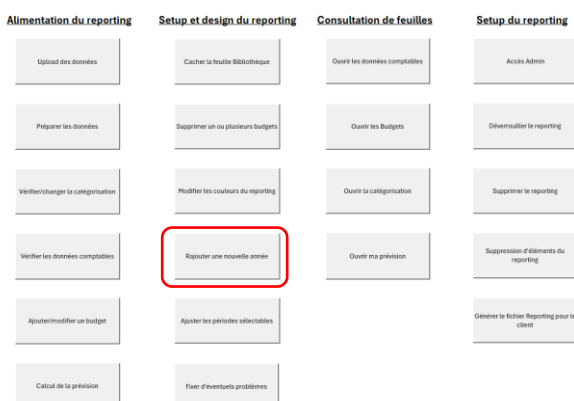 Alimentation du reporting
Setup et design du reporting
Consultation de feuilles
Setup du reporting
Upload des données
Cacher la feuille Bibliothèque
Ouvrir les données comptables
Accès Admin
Préparer les données
Supprimer un ou plusieurs budgets
Ouvrir les Budgets
Déverrouiller le reporting
Vérifier/changer la catégorisation
Modifier les couleurs du reporting
Ouvrir la catégorisation
Supprimer le reporting
Vérifier les données comptables
Rajouter une nouvelle année
Ouvrir ma prévision
Suppression d'éléments du
reporting
Ajouter/modifier un budget
Ajuster les périodes sélectables
Générer le fichier Reporting pour le
client
Calcul de la prévision
Fixer d'éventuels problèmes